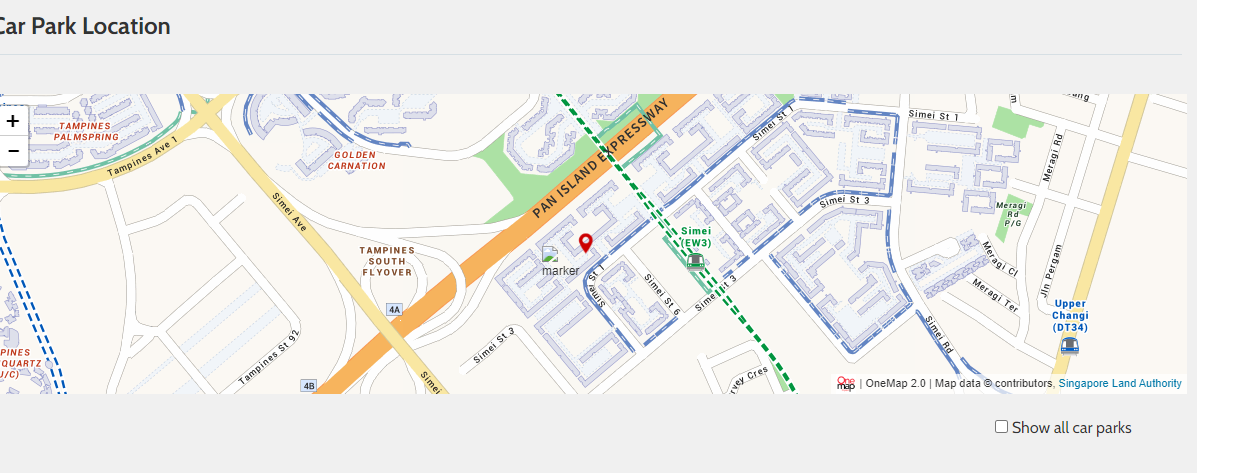 Car Park Location
+
−
TAMPINES
PALMSPRING
Tampines Ave 1
GOLDEN
CARNATION
Simei Ave
TAMPINES
SOUTH
FLYOVER
4A
4B
Tampines St 92
PINES
QUARTZ
U/C)
PAN ISLAND EXPRESSWAY
marker
Simei St 1
Simei St 1
Simei St 1
Simei St 3
Simei
(EW3)
Simei St 6
Simei St 3
Simei St 3
Simei
Simei Rd
Meragi Rd
Meragi
Rd
P/G
Meragi Cl
Meragi Ter
Jln Pergam
Upper
Changi
(DT34)
vey Cres
One
map
| OneMap 2.0 | Map data © contributors, Singapore Land Authority
Show all car parks